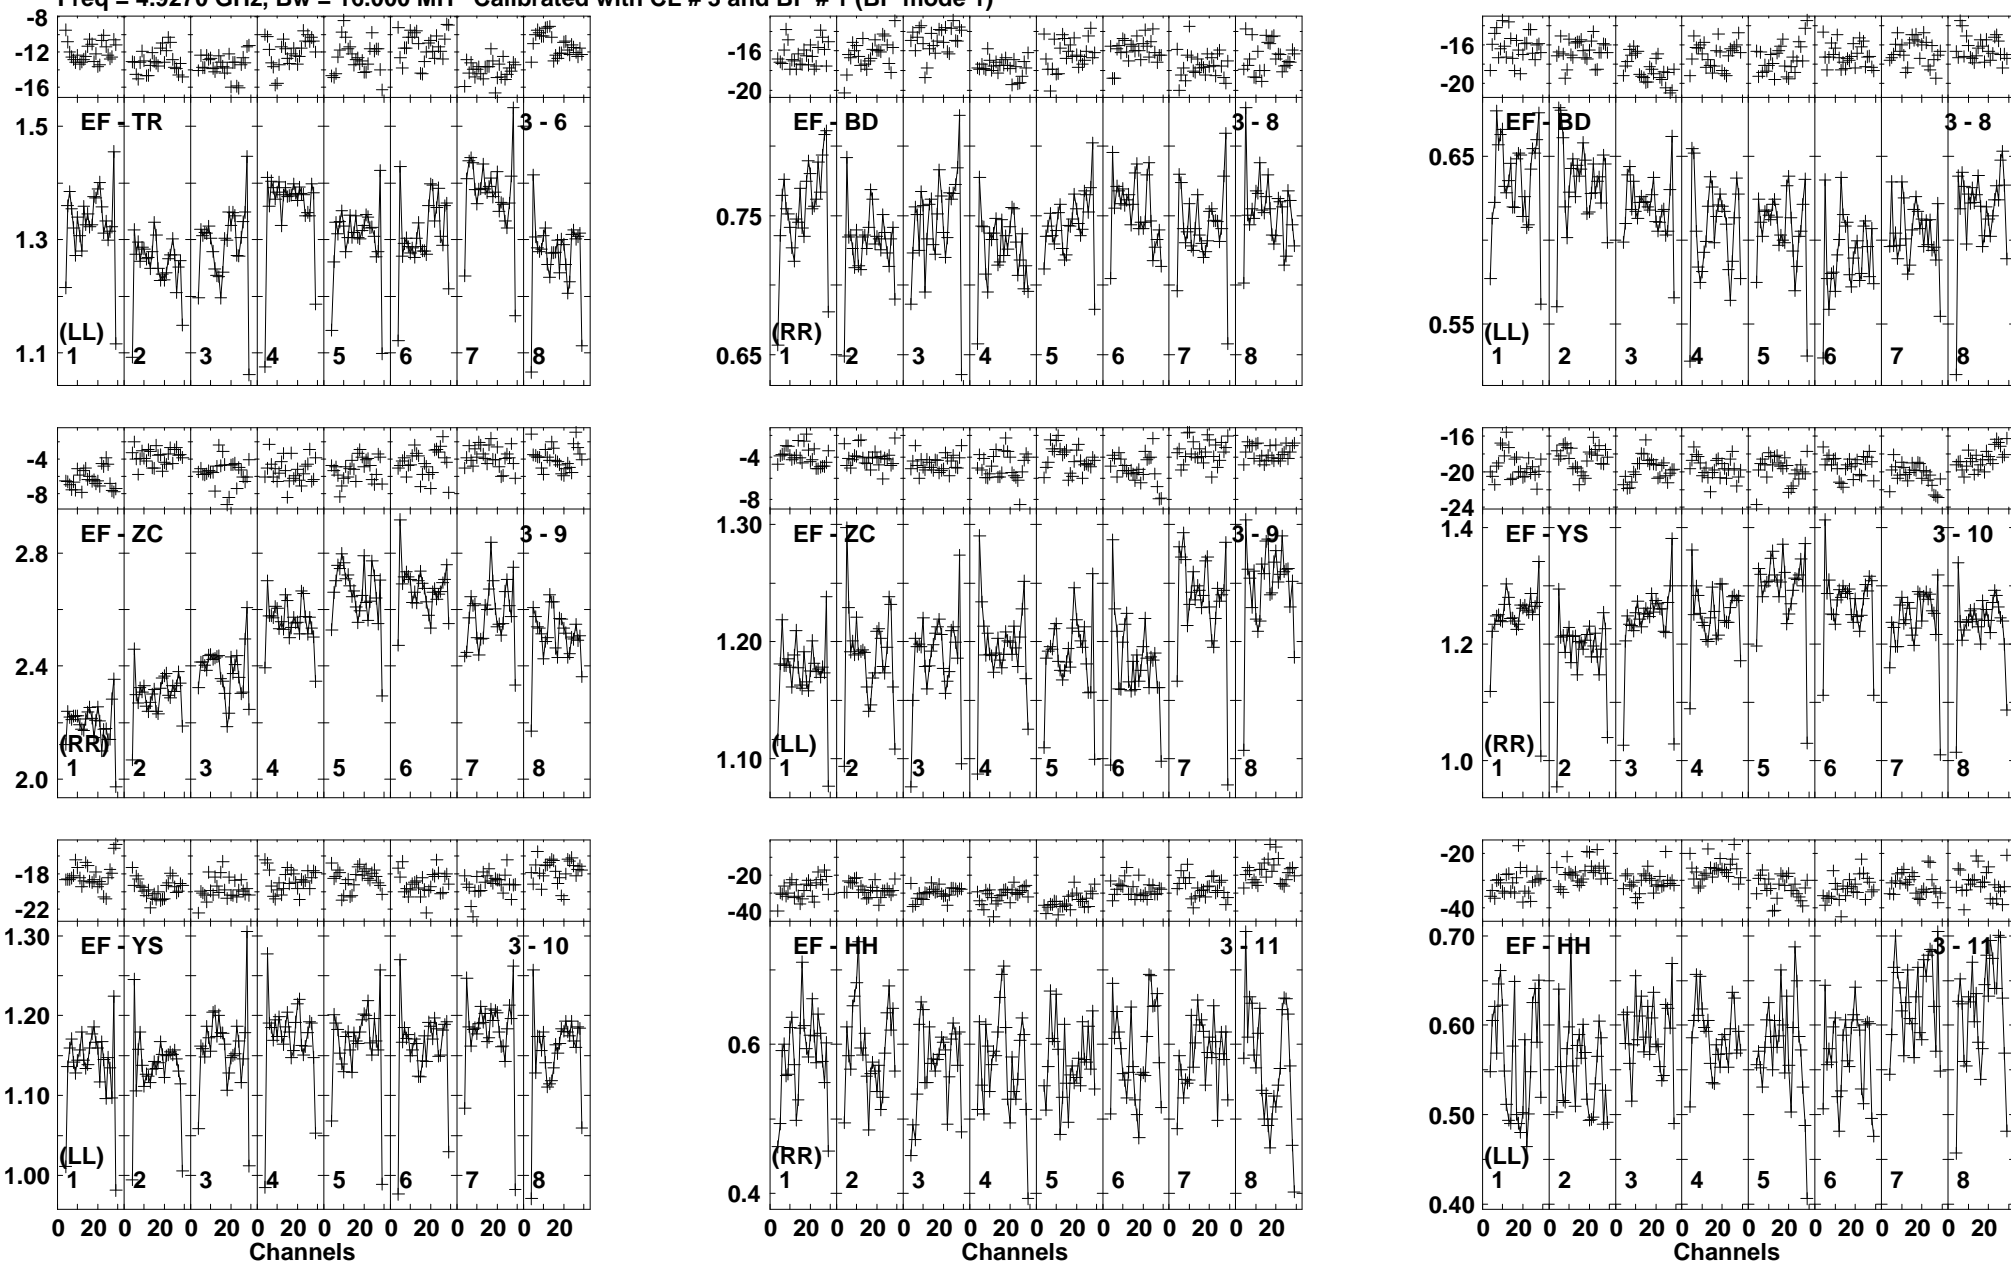 Freq = 4.9270 GHz, Bw = 16.000 MH Calibrated with CL # 3 and BP # 1 (BP mode 1)
-8
-12
-16
EF - TR 3 - 6
1.5
1.3
1.1
(LL)
1 2 3 4 5 6 7 8
-16
-20
EF - BD 3 - 8
0.75
0.65
(RR)
1 2 3 4 5 6 7 8
-16
-20
EF - BD 3 - 8
0.65
0.55
(LL)
1 2 3 4 5 6 7 8
-4
-8
EF - ZC 3 - 9
2.8
2.4
2.0
(RR)
1 2 3 4 5 6 7 8
-4
-8
EF - ZC 3 - 9
1.30
1.20
1.10
(LL)
1 2 3 4 5 6 7 8
-16
-20
-24
EF - YS 3 - 10
1.4
1.2
1.0
(RR)
1 2 3 4 5 6 7 8
-18
-22
EF - YS 3 - 10
1.30
1.20
1.10
1.00
(LL)
1 2 3 4 5 6 7 8
0 20 0 20 0 20 0 20 0 20 0 20 0 20 0 20
Channels
-20
-40
EF - HH 3 - 11
0.6
0.4
(RR)
1 2 3 4 5 6 7 8
0 20 0 20 0 20 0 20 0 20 0 20 0 20 0 20
Channels
-20
-40
EF - HH 3 - 11
0.70
0.60
0.50
0.40
(LL)
1 2 3 4 5 6 7 8
0 20 0 20 0 20 0 20 0 20 0 20 0 20 0 20
Channels